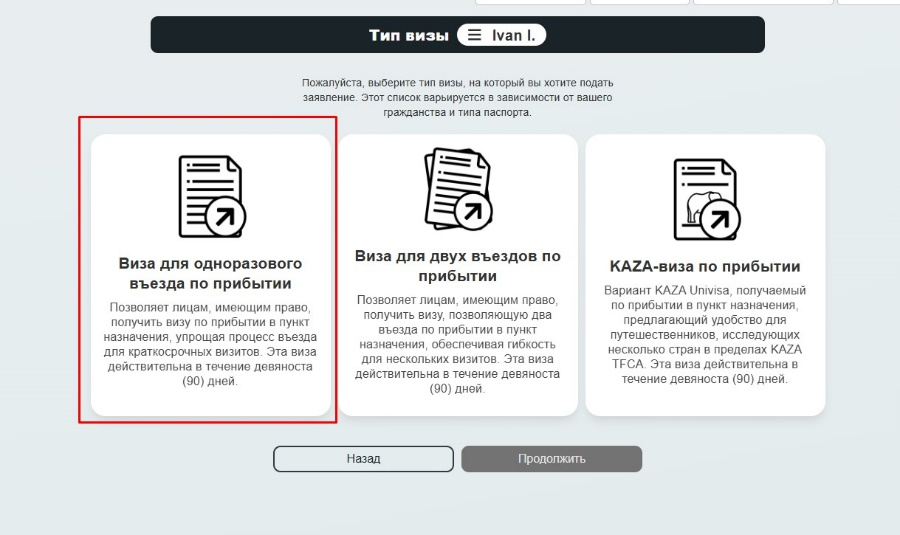 Тип визы
Ivan I.
Пожалуйста, выберите тип визы, на который вы хотите подать
заявление. Этот список варьируется в зависимости от вашего
гражданства и типа паспорта.
Виза для одноразового
въезда по прибытии
Позволяет лицам, имеющим право,
получить визу по прибытии в пункт
назначения, упрощая процесс въезда
для краткосрочных визитов. Эта виза
действительна в течение девяноста
(90) дней.
Виза для двух въездов по
прибытии
Позволяет лицам, имеющим право,
получить визу, позволяющую два
въезда по прибытии в пункт
назначения, обеспечивая гибкость
для нескольких визитов. Эта виза
действительна в течение девяноста
(90) дней.
KAZA-виза по прибытии
Вариант KAZA Univisa, получаемый
по прибытии в пункт назначения,
предлагающий удобство для
путешественников, исследующих
несколько стран в пределах KAZA
TFCA. Эта виза действительна в
течение девяноста (90) дней.
Назад
Продолжить